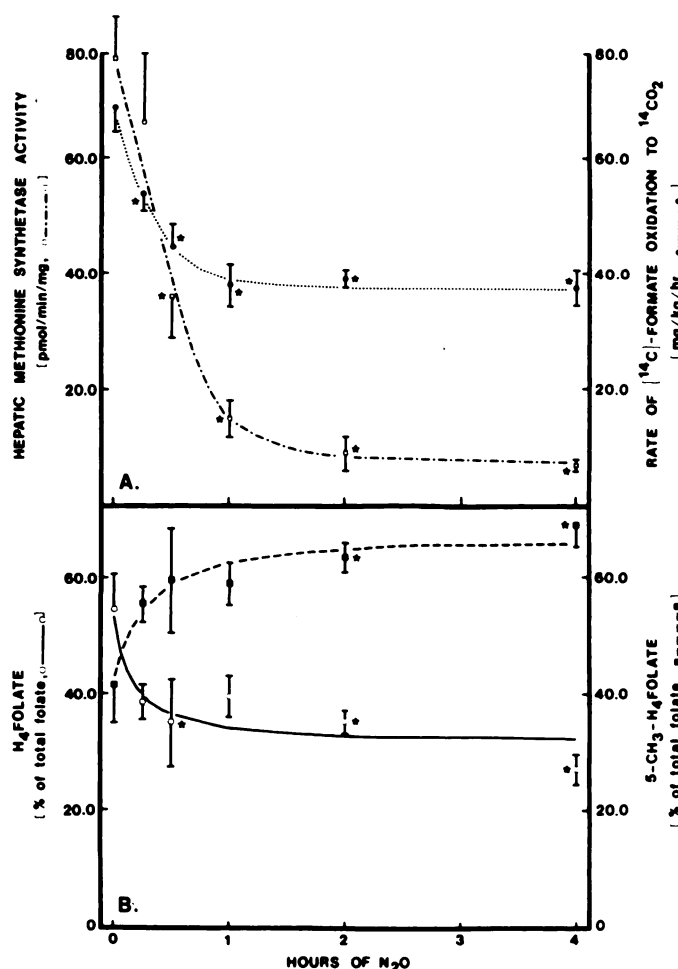 HEPATIC METHIONINE SYNTHETASE ACTIVITY
[pmol/min/mg,
80.0
60.0
40.0
20.0
A.
80.0
60.0
40.0
20.0
RATE OF [14C]-FORMATE OXIDATION TO 14CO2
[mg/kg/hr,
H4FOLATE
[% of total folate,o——o]
60.0
40.0
20.0
0
B.
60.0
40.0
20.0
0
5-CH3-H4FOLATE
[% of total folate,
0
1
2
3
4
HOURS OF N2O